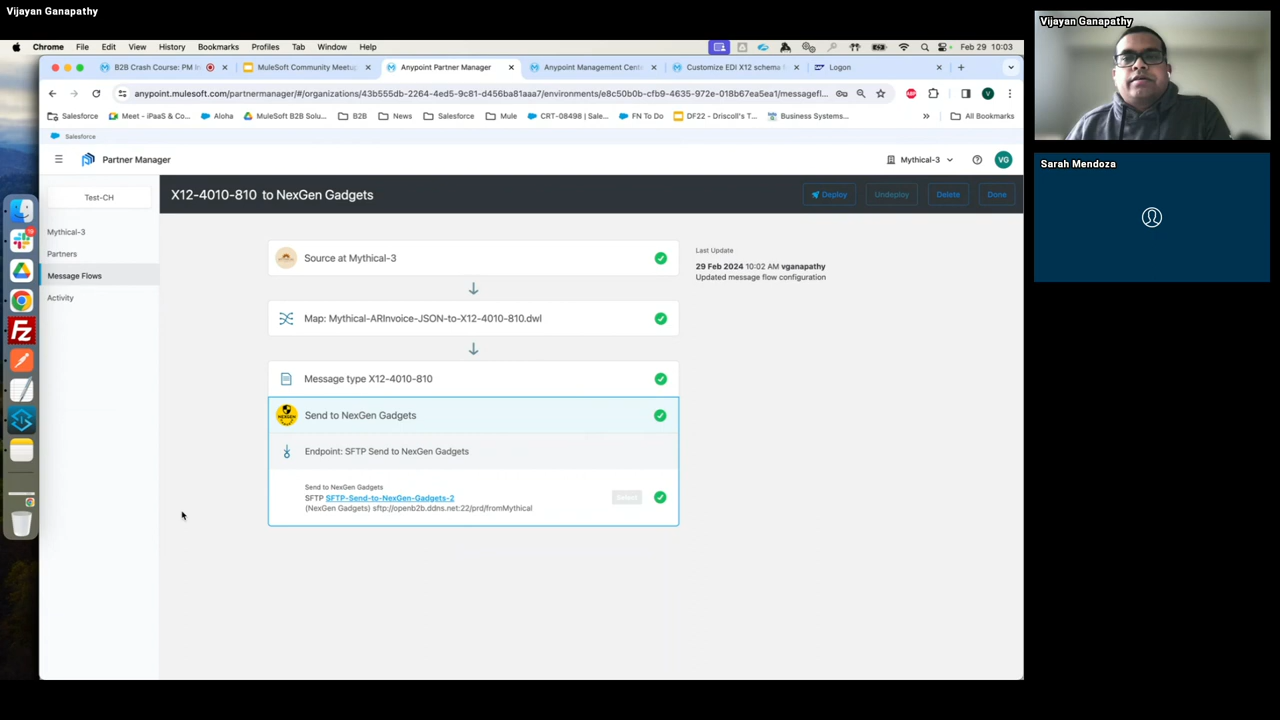 Vijayan Ganapathy
Chrome File Edit View History Bookmarks Profiles Tab Window Help Feb 29 10:03
B2B Crash Course: PM In MuleSoft Community Meetup Anypoint Partner Manager Anypoint Management Cent Customize EDI X12 schema Logon
anypoint.mulesoft.com/partnermanager/#/organizations/43b555db-2264-4ed5-9c81-d456ba81aaa7/environments/e8c50b0b-cfb9-4635-972e-018b67ea5ea1/messagefl...
Salesforce Meet - iPaaS & Co... Aloha MuleSoft B2B Solu... B2B News Salesforce Mule CRT-08498 | Sale... FN To Do DF22 - Driscoll's T... Business Systems... » All Bookmarks
Salesforce
Partner Manager Mythical-3 VG
Test-CH
X12-4010-810 to NexGen Gadgets Deploy Undeploy Delete Done
Mythical-3
Partners
Message Flows
Activity
Source at Mythical-3
Map: Mythical-ARInvoice-JSON-to-X12-4010-810.dwl
Message type X12-4010-810
Send to NexGen Gadgets
Endpoint: SFTP Send to NexGen Gadgets
Send to NexGen Gadgets
SFTP SFTP-Send-to-NexGen-Gadgets-2
(NexGen Gadgets) sftp://openb2b.ddns.net:22/prd/fromMythical
Select
Last Update
29 Feb 2024 10:02 AM vganapathy
Updated message flow configuration
Vijayan Ganapathy
Sarah Mendoza